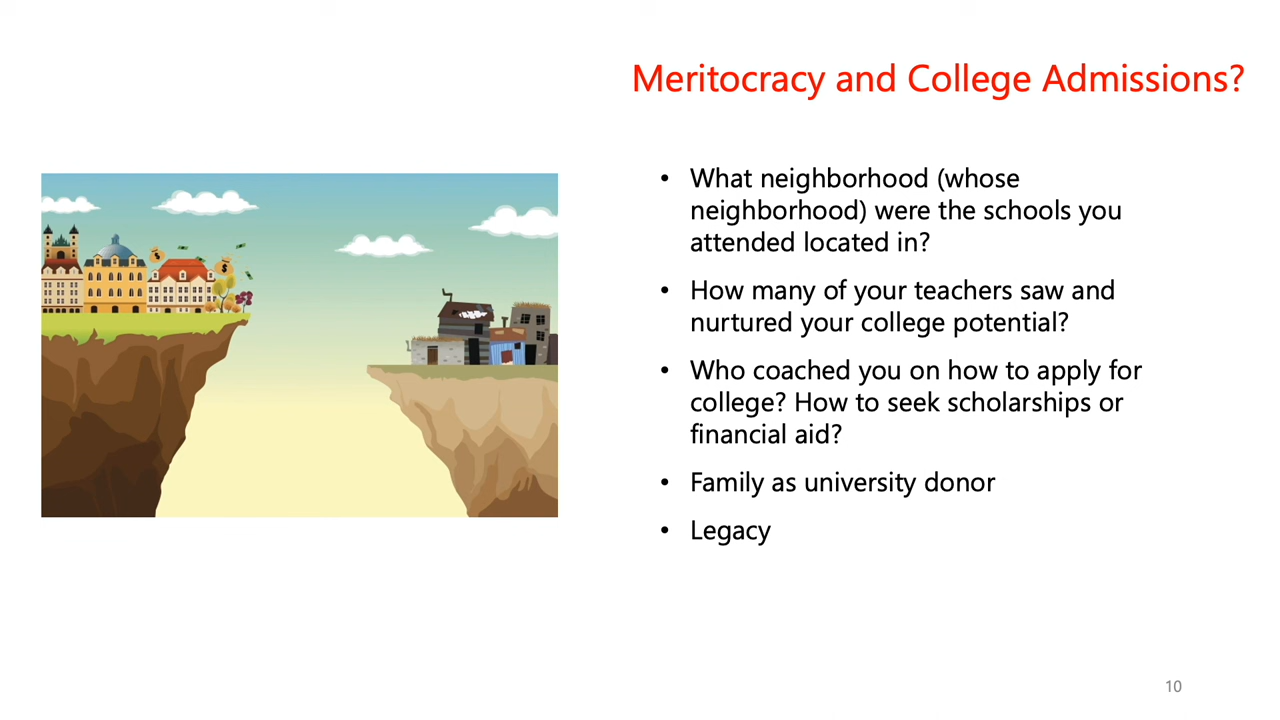 Meritocracy and College Admissions?
• What neighborhood (whose
neighborhood) were the schools you
attended located in?
• How many of your teachers saw and
nurtured your college potential?
• Who coached you on how to apply for
college? How to seek scholarships or
financial aid?
• Family as university donor
• Legacy
$
$
10